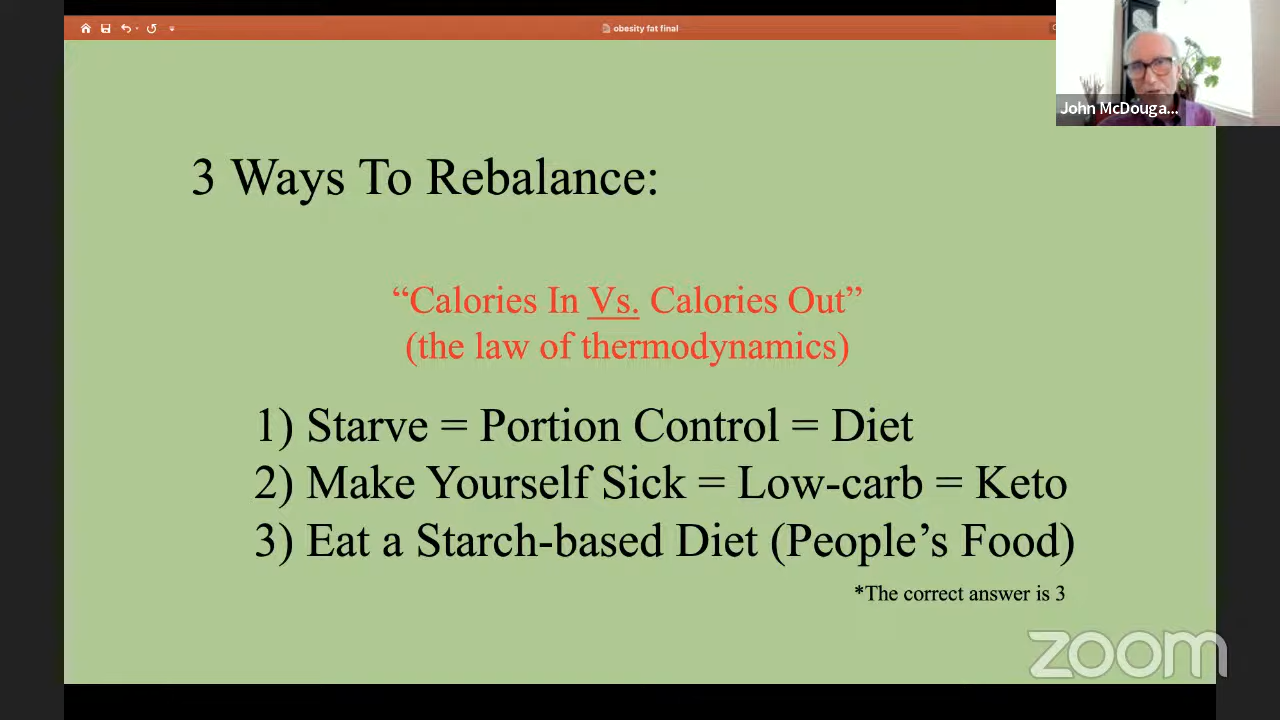 obesity fat final
John McDouga...
3 Ways To Rebalance:
“Calories In Vs. Calories Out”
(the law of thermodynamics)
1) Starve = Portion Control = Diet
2) Make Yourself Sick = Low-carb = Keto
3) Eat a Starch-based Diet (People’s Food)
*The correct answer is 3
zoom